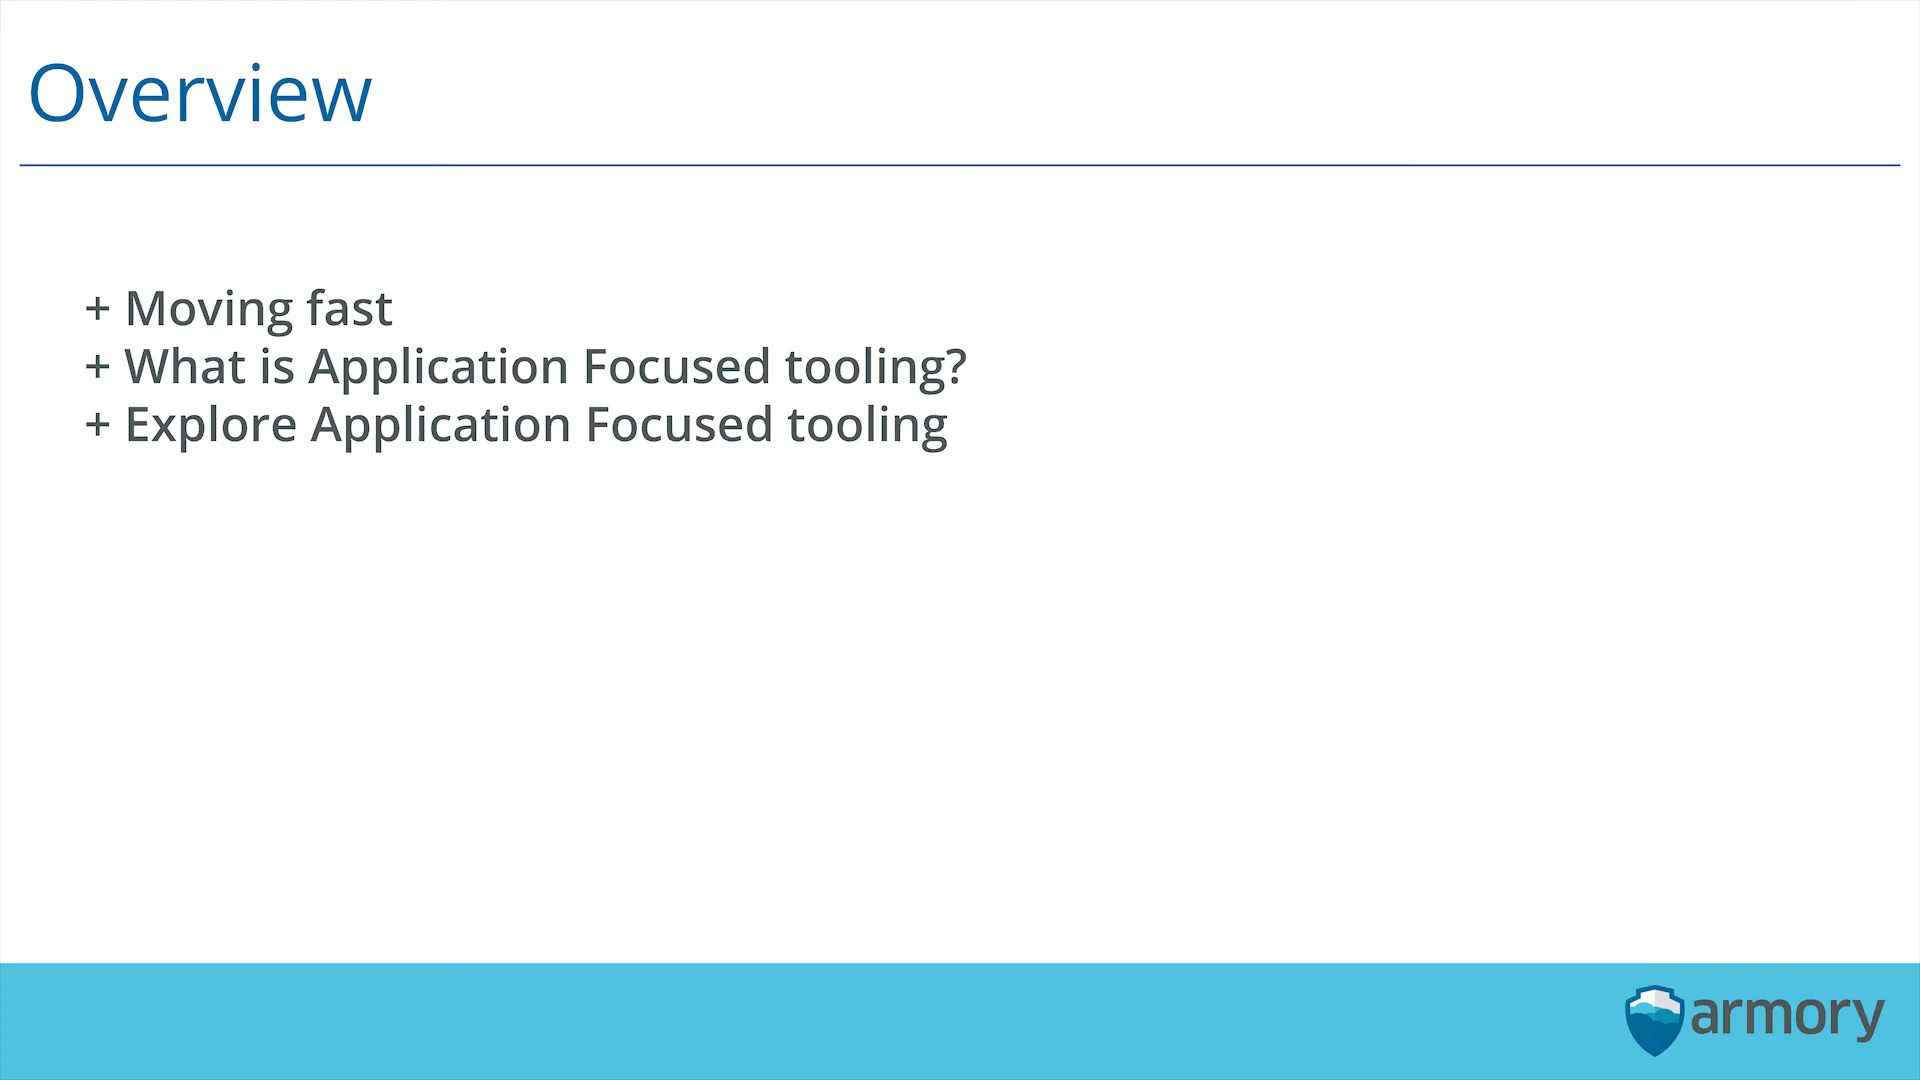 Overview
+ Moving fast
+ What is Application Focused tooling?
+ Explore Application Focused tooling
armory